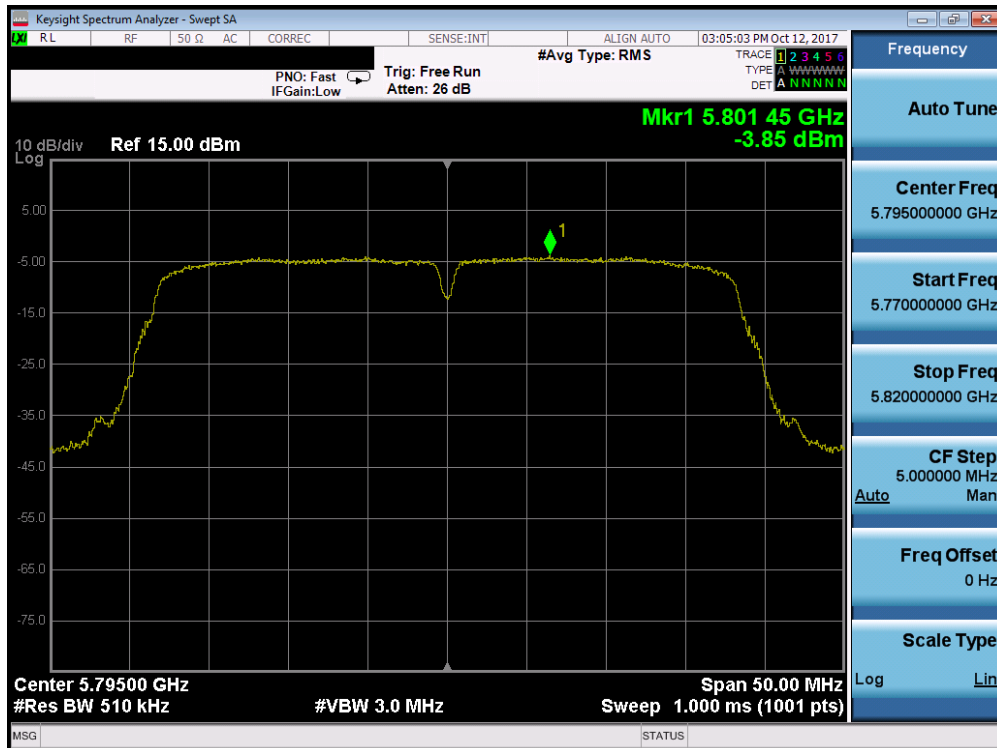 Keysight Spectrum Analyzer - Swept SA
LXI RL RF 50 Ω AC CORREC SENSE:INT ALIGN AUTO 03:05:03 PM Oct 12, 2017
Frequency
#Avg Type: RMS
TRACE 1 2 3 4 5 6
PNO: Fast Trig: Free Run
TYPE A WWWWW
IFGain:Low Atten: 26 dB
DET A N N N N N
Auto Tune
Mkr1 5.801 45 GHz
-3.85 dBm
10 dB/div Ref 15.00 dBm
Log
Center Freq
5.795000000 GHz
5.00
1
-5.00
Start Freq
5.770000000 GHz
-15.0
-25.0
Stop Freq
5.820000000 GHz
-35.0
-45.0
CF Step
5.000000 MHz
Auto Man
-55.0
Freq Offset
0 Hz
-65.0
-75.0
Scale Type
Log Lin
Center 5.79500 GHz Span 50.00 MHz
#Res BW 510 kHz #VBW 3.0 MHz Sweep 1.000 ms (1001 pts)
MSG STATUS